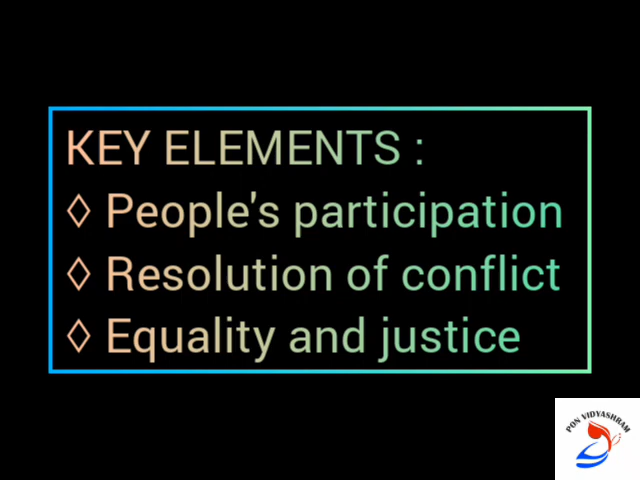 KEY ELEMENTS :
◊ People's participation
◊ Resolution of conflict
◊ Equality and justice
PON VIDYASHRAM